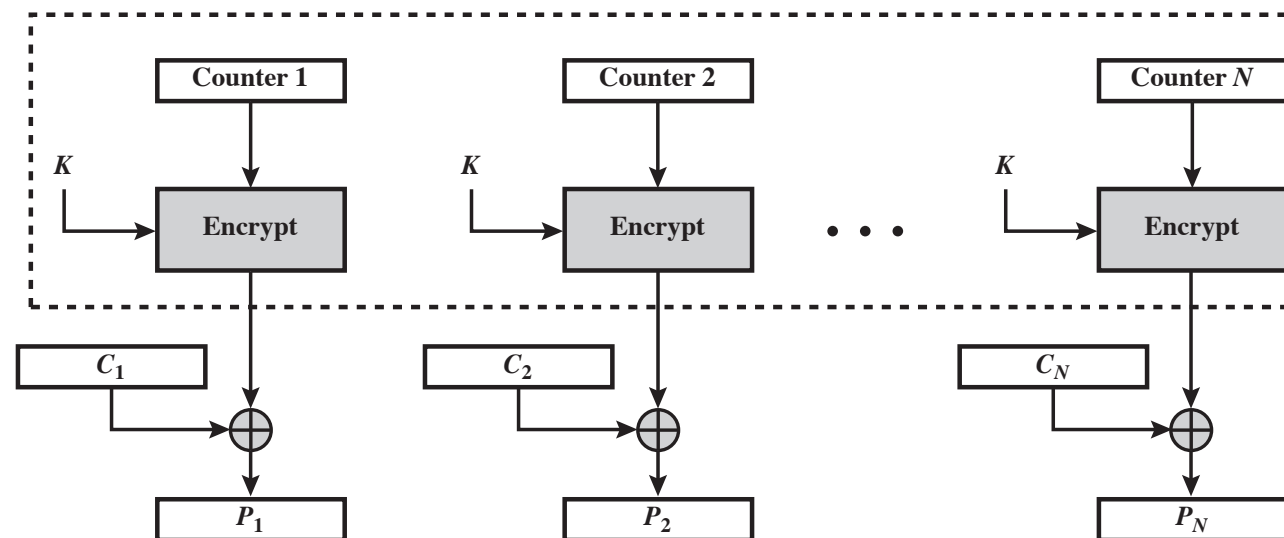 Counter 1
Counter 2
Counter N
K
K
K
Encrypt
Encrypt
• • •
Encrypt
C1
C2
CN
P1
P2
PN